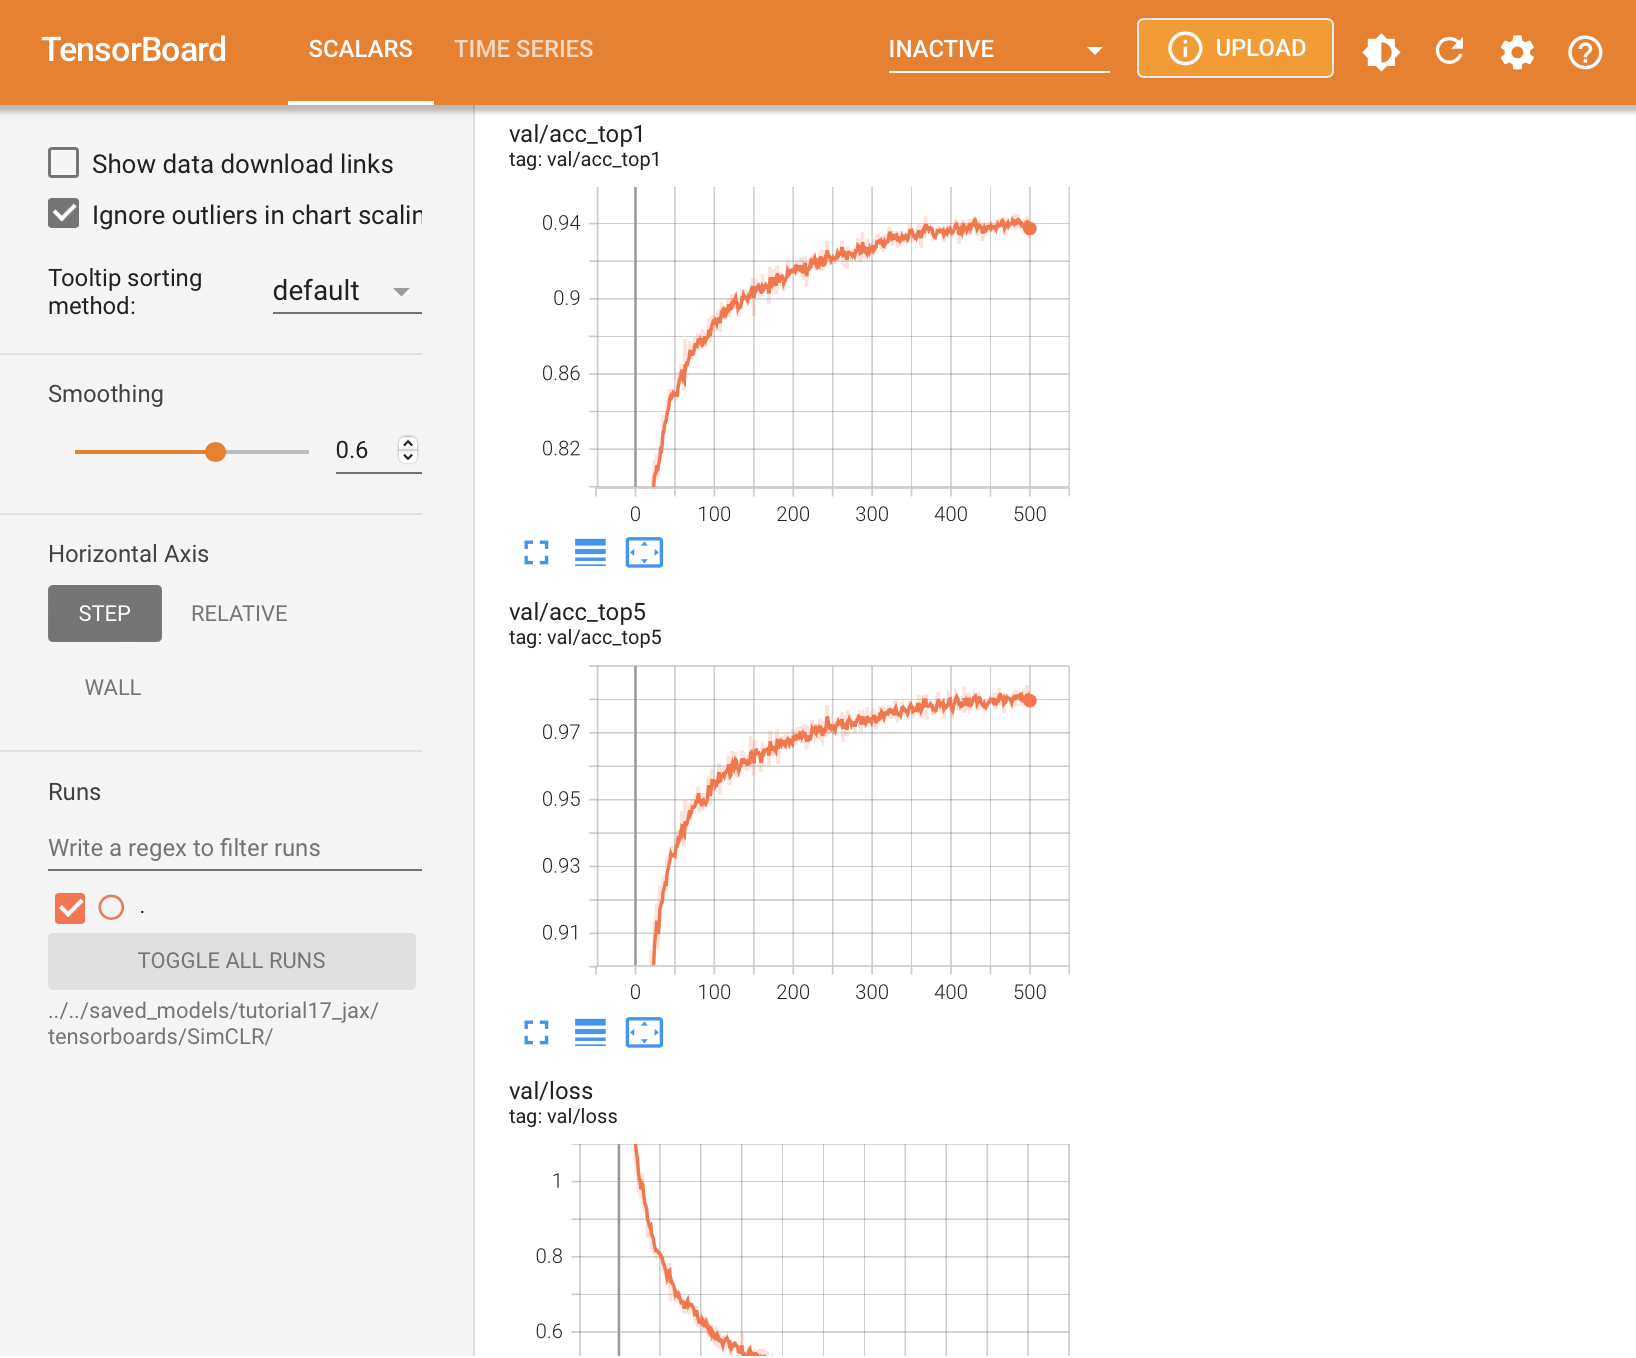 TensorBoard SCALARS TIME SERIES INACTIVE UPLOAD
Show data download links
Ignore outliers in chart scalin
Tooltip sorting
method:
default
Smoothing
0.6
Horizontal Axis
STEP RELATIVE
WALL
Runs
Write a regex to filter runs
.
TOGGLE ALL RUNS
../../saved_models/tutorial17_jax/
tensorboards/SimCLR/
val/acc_top1
tag: val/acc_top1
0.94
0.9
0.86
0.82
0 100 200 300 400 500
val/acc_top5
tag: val/acc_top5
0.97
0.95
0.93
0.91
0 100 200 300 400 500
val/loss
tag: val/loss
1
0.8
0.6